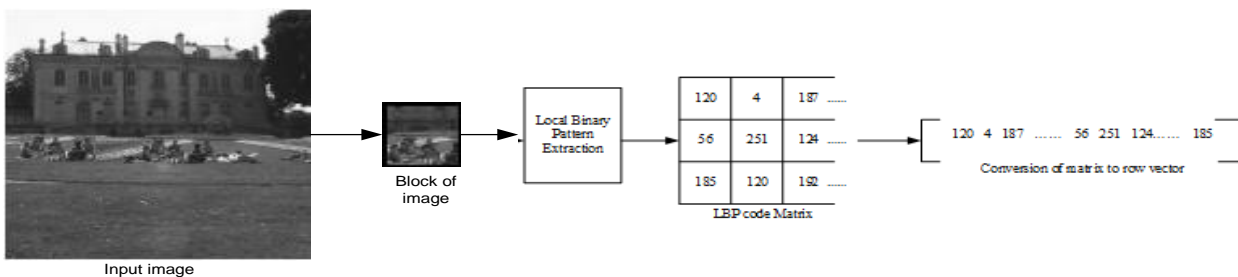 Input image
Block of
image
Local Binary
Pattern
Extraction
120 4 187 ......
56 251 124 ......
185 120 192 ......
LBP code Matrix
120 4 187 ....... 56 251 124....... 185
Conversion of matrix to row vector